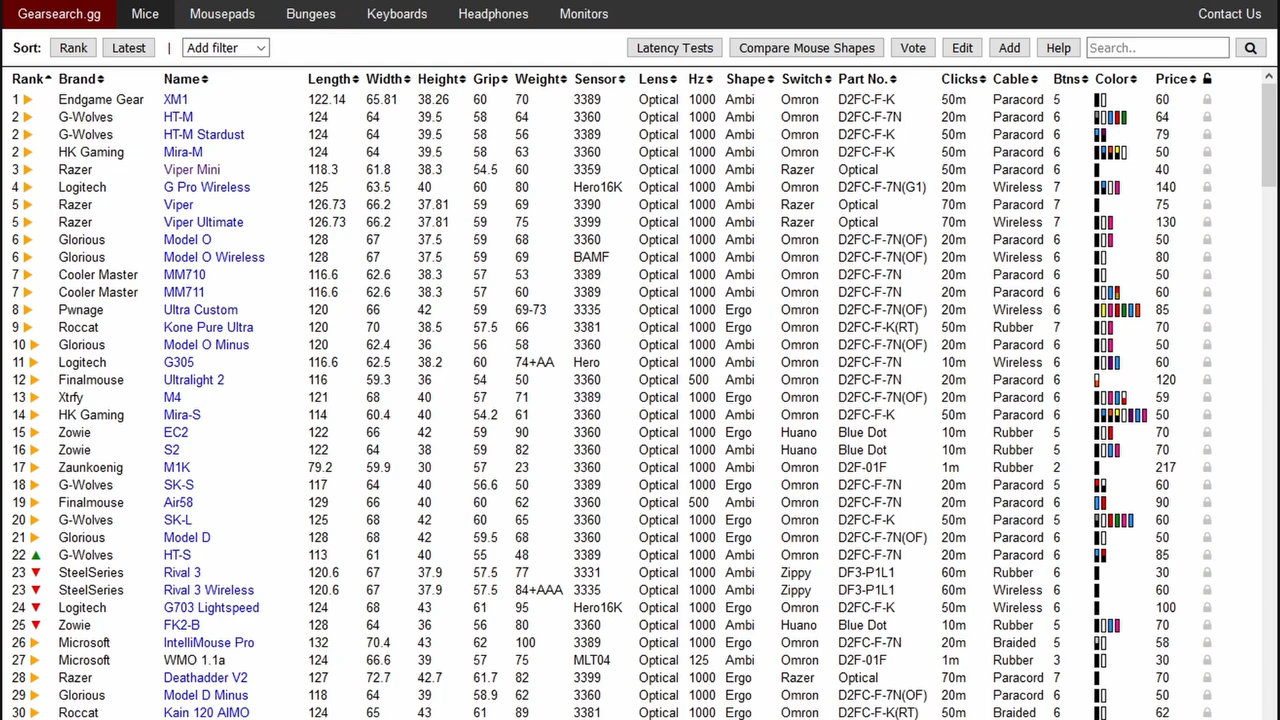 Gearsearch.gg Mice Mousepads Bungees Keyboards Headphones Monitors Contact Us
Sort: Rank Latest | Add filter Latency Tests Compare Mouse Shapes Vote Edit Add Help Search..
Rank Brand Name Length Width Height Grip Weight Sensor Lens Hz Shape Switch Part No. Clicks Cable Btns Color Price
1 Endgame Gear XM1 122.14 65.81 38.26 60 70 3389 Optical 1000 Ambi Omron D2FC-F-K 50m Paracord 5 60
2 G-Wolves HT-M 124 64 39.5 58 64 3360 Optical 1000 Ambi Omron D2FC-F-7N 20m Paracord 6 64
2 G-Wolves HT-M Stardust 124 64 39.5 58 56 3389 Optical 1000 Ambi Omron D2FC-F-K 50m Paracord 6 79
2 HK Gaming Mira-M 124 64 39.5 58 63 3360 Optical 1000 Ambi Omron D2FC-F-K 50m Paracord 6 50
3 Razer Viper Mini 118.3 61.8 38.3 54.5 60 3359 Optical 1000 Ambi Razer Optical 50m Paracord 6 40
4 Logitech G Pro Wireless 125 63.5 40 60 80 Hero16K Optical 1000 Ambi Omron D2FC-F-7N(G1) 20m Wireless 7 140
5 Razer Viper 126.73 66.2 37.81 59 69 3390 Optical 1000 Ambi Razer Optical 70m Paracord 7 75
5 Razer Viper Ultimate 126.73 66.2 37.81 59 75 3399 Optical 1000 Ambi Razer Optical 70m Wireless 7 130
6 Glorious Model O 128 67 37.5 59 68 3360 Optical 1000 Ambi Omron D2FC-F-7N(OF) 20m Paracord 6 50
6 Glorious Model O Wireless 128 67 37.5 59 69 BAMF Optical 1000 Ambi Omron D2FC-F-7N(OF) 20m Wireless 6 80
7 Cooler Master MM710 116.6 62.6 38.3 57 53 3389 Optical 1000 Ambi Omron D2FC-F-7N 20m Paracord 6 50
7 Cooler Master MM711 116.6 62.6 38.3 57 60 3389 Optical 1000 Ambi Omron D2FC-F-7N 20m Paracord 6 60
8 Pwnage Ultra Custom 120 66 42 59 69-73 3335 Optical 1000 Ergo Omron D2FC-F-7N(OF) 20m Wireless 6 85
9 Roccat Kone Pure Ultra 120 70 38.5 57.5 66 3381 Optical 1000 Ergo Omron D2FC-F-K(RT) 50m Rubber 7 70
10 Glorious Model O Minus 120 62.4 36 56 58 3360 Optical 1000 Ambi Omron D2FC-F-7N(OF) 20m Paracord 6 50
11 Logitech G305 116.6 62.5 38.2 60 74+AA Hero Optical 1000 Ambi Omron D2FC-F-7N 10m Wireless 6 60
12 Finalmouse Ultralight 2 116 59.3 36 54 50 3360 Optical 500 Ambi Omron D2FC-F-7N 20m Paracord 6 120
13 Xtrfy M4 121 68 40 57 71 3389 Optical 1000 Ergo Omron D2FC-F-7N(OF) 20m Paracord 6 59
14 HK Gaming Mira-S 114 60.4 40 54.2 61 3360 Optical 1000 Ambi Omron D2FC-F-K 50m Paracord 6 50
15 Zowie EC2 122 66 42 59 90 3360 Optical 1000 Ergo Huano Blue Dot 10m Rubber 5 70
16 Zowie S2 122 64 38 59 82 3360 Optical 1000 Ambi Huano Blue Dot 10m Rubber 5 70
17 Zaunkoenig M1K 79.2 59.9 30 57 23 3360 Optical 1000 Ambi Omron D2F-01F 1m Rubber 2 217
18 G-Wolves SK-S 117 64 40 56.6 50 3389 Optical 1000 Ergo Omron D2FC-F-7N 20m Paracord 5 60
19 Finalmouse Air58 129 66 40 60 62 3360 Optical 500 Ambi Omron D2FC-F-7N 20m Paracord 6 90
20 G-Wolves SK-L 125 68 42 60 65 3360 Optical 1000 Ergo Omron D2FC-F-K 50m Paracord 5 60
21 Glorious Model D 128 68 42 59.5 68 3360 Optical 1000 Ergo Omron D2FC-F-7N(OF) 20m Paracord 6 50
22 G-Wolves HT-S 113 61 40 55 48 3389 Optical 1000 Ambi Omron D2FC-F-7N 20m Paracord 6 85
23 SteelSeries Rival 3 120.6 67 37.9 57.5 77 3331 Optical 1000 Ambi Zippy DF3-P1L1 60m Rubber 6 30
23 SteelSeries Rival 3 Wireless 120.6 67 37.9 57.5 84+AAA 3335 Optical 1000 Ambi Zippy DF3-P1L1 60m Wireless 6 50
24 Logitech G703 Lightspeed 124 68 43 61 95 Hero16K Optical 1000 Ergo Omron D2FC-F-K 50m Wireless 6 100
25 Zowie FK2-B 128 64 36 56 80 3360 Optical 1000 Ambi Huano Blue Dot 10m Rubber 5 70
26 Microsoft IntelliMouse Pro 132 70.4 43 62 100 3389 Optical 1000 Ergo Omron D2FC-F-7N 20m Braided 5 58
27 Microsoft WMO 1.1a 124 66.6 39 57 75 MLT04 Optical 125 Ambi Omron D2F-01F 1m Rubber 3 30
28 Razer Deathadder V2 127 72.7 42.7 61.7 82 3399 Optical 1000 Ergo Razer Optical 70m Paracord 7 70
29 Glorious Model D Minus 118 64 39 58.9 62 3360 Optical 1000 Ergo Omron D2FC-F-7N(OF) 20m Paracord 6 50
30 Roccat Kain 120 AIMO 124 65 43 61 89 3381 Optical 1000 Ergo Omron D2FC-F-K(RT) 50m Braided 6 62